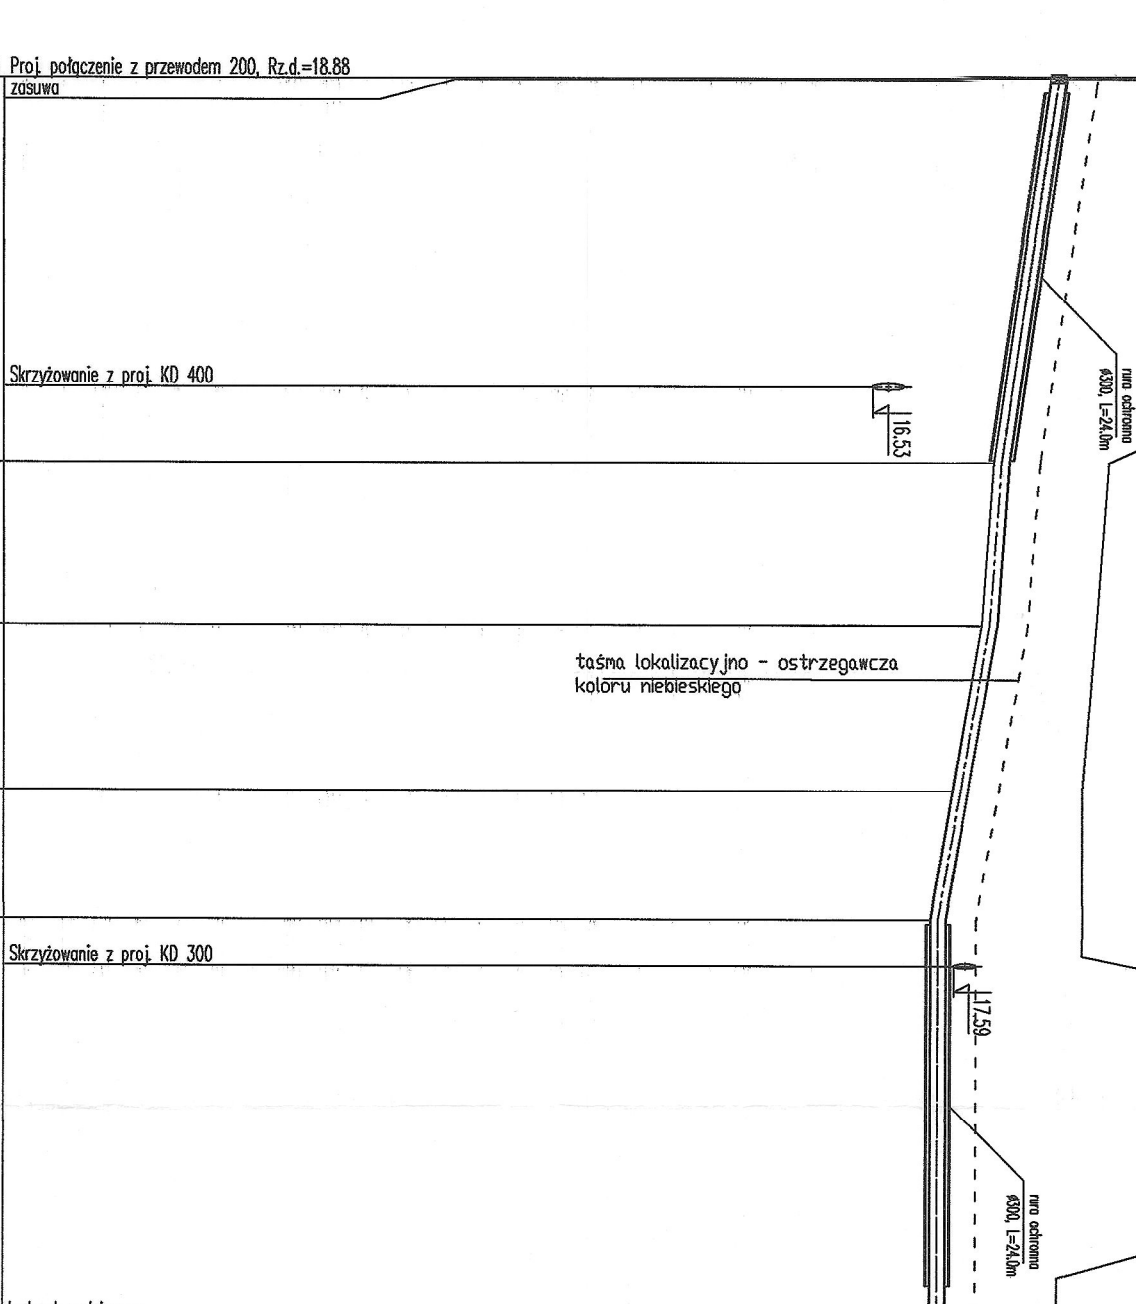 Proj. połączenie z przewodem 200, Rz.d.=18.88
zasuwa
rura ochronna
ø300, L=24.0m
Skrzyżowanie z proj. KD 400
16.53
taśma lokalizacyjno - ostrzegawcza
koloru niebieskiego
Skrzyżowanie z proj. KD 300
17.59
rura ochronna
ø300, L=24.0m